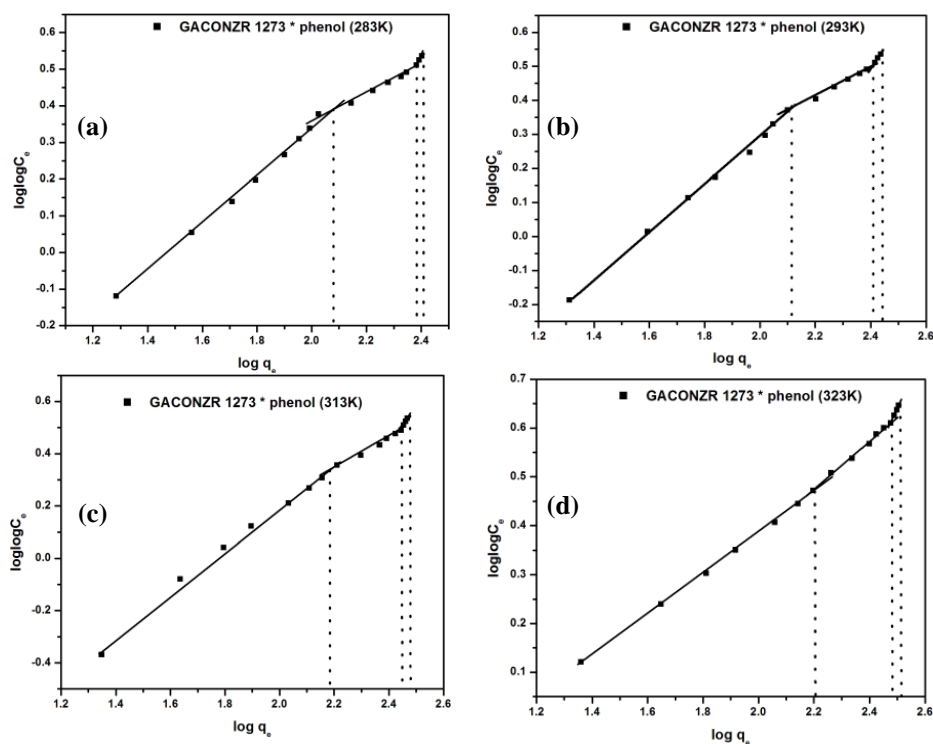 GACONZR 1273 * phenol (283K)
(a)
loglogCe
0.6
0.5
0.4
0.3
0.2
0.1
0.0
-0.1
-0.2
1.2 1.4 1.6 1.8 2.0 2.2 2.4
log qe
GACONZR 1273 * phenol (293K)
(b)
loglogCe
0.6
0.5
0.4
0.3
0.2
0.1
0.0
-0.1
-0.2
1.2 1.4 1.6 1.8 2.0 2.2 2.4 2.6
log qe
GACONZR 1273 * phenol (313K)
(c)
loglogCe
0.6
0.4
0.2
0.0
-0.2
-0.4
1.2 1.4 1.6 1.8 2.0 2.2 2.4 2.6
log qe
GACONZR 1273 * phenol (323K)
(d)
loglogCe
0.7
0.6
0.5
0.4
0.3
0.2
0.1
1.2 1.4 1.6 1.8 2.0 2.2 2.4 2.6
log qe